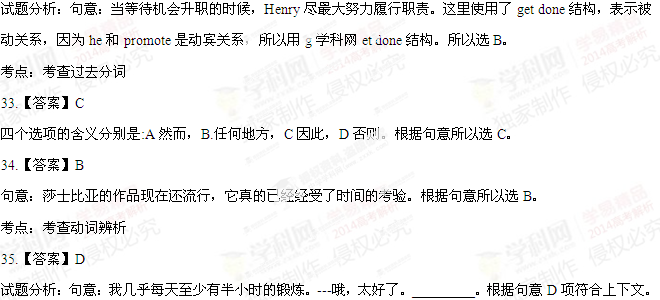 试题分析：句意：当等待机会升职的时候，Henry 尽最大努力履行职责。这里使用了 get done 结构，表示被
动关系，因为 he 和 promote 是动宾关系，所以用 g 学科网 et done 结构。所以选 B。
考点：考查过去分词
33.【答案】C
四个选项的含义分别是:A 然而，B.任何地方，C 因此，D 否则。根据句意所以选 C。
34.【答案】B
句意：莎士比亚的作品现在还流行，它真的已经经受了时间的考验。根据句意所以选 B。
考点：考查动词辨析
35.【答案】D
试题分析：句意：我几乎每天至少有半小时的锻炼。---哦，太好了。_________。根据句意 D 项符合上下文。